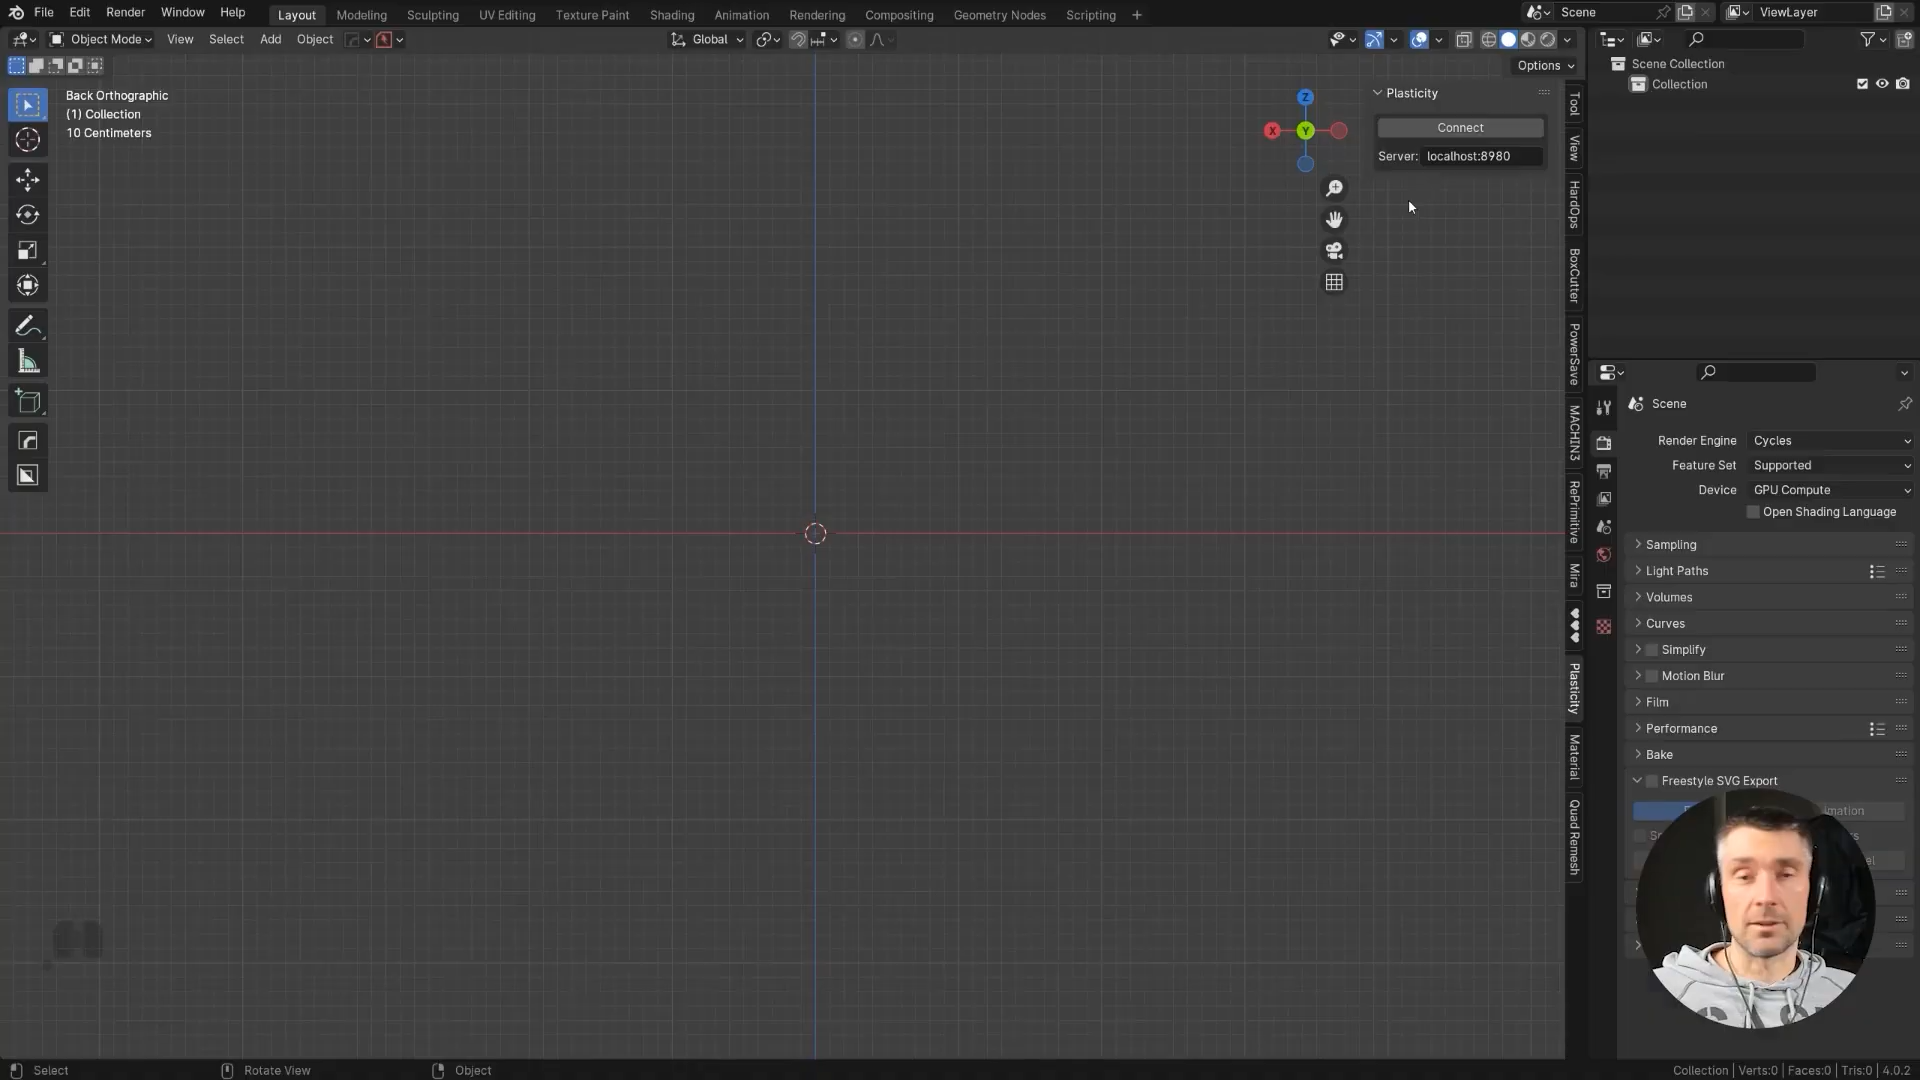 File Edit Render Window Help Layout Modeling Sculpting UV Editing Texture Paint Shading Animation Rendering Compositing Geometry Nodes Scripting + Scene ViewLayer
Object Mode View Select Add Object Global
Options
Back Orthographic
(1) Collection
10 Centimeters
Z
X
Y
Plasticity
Connect
Server: localhost:8980
Tool
View
HardOps
BoxCutter
PowerSave
MACHIN3
RePrimitive
Mira
Plasticity
Material
Quad Remesh
Scene Collection
Collection
Scene
Render Engine Cycles
Feature Set Supported
Device GPU Compute
Open Shading Language
Sampling
Light Paths
Volumes
Curves
Simplify
Motion Blur
Film
Performance
Bake
Freestyle SVG Export
Select Rotate View Object Collection | Verts:0 | Faces:0 | Tris:0 | 4.0.2